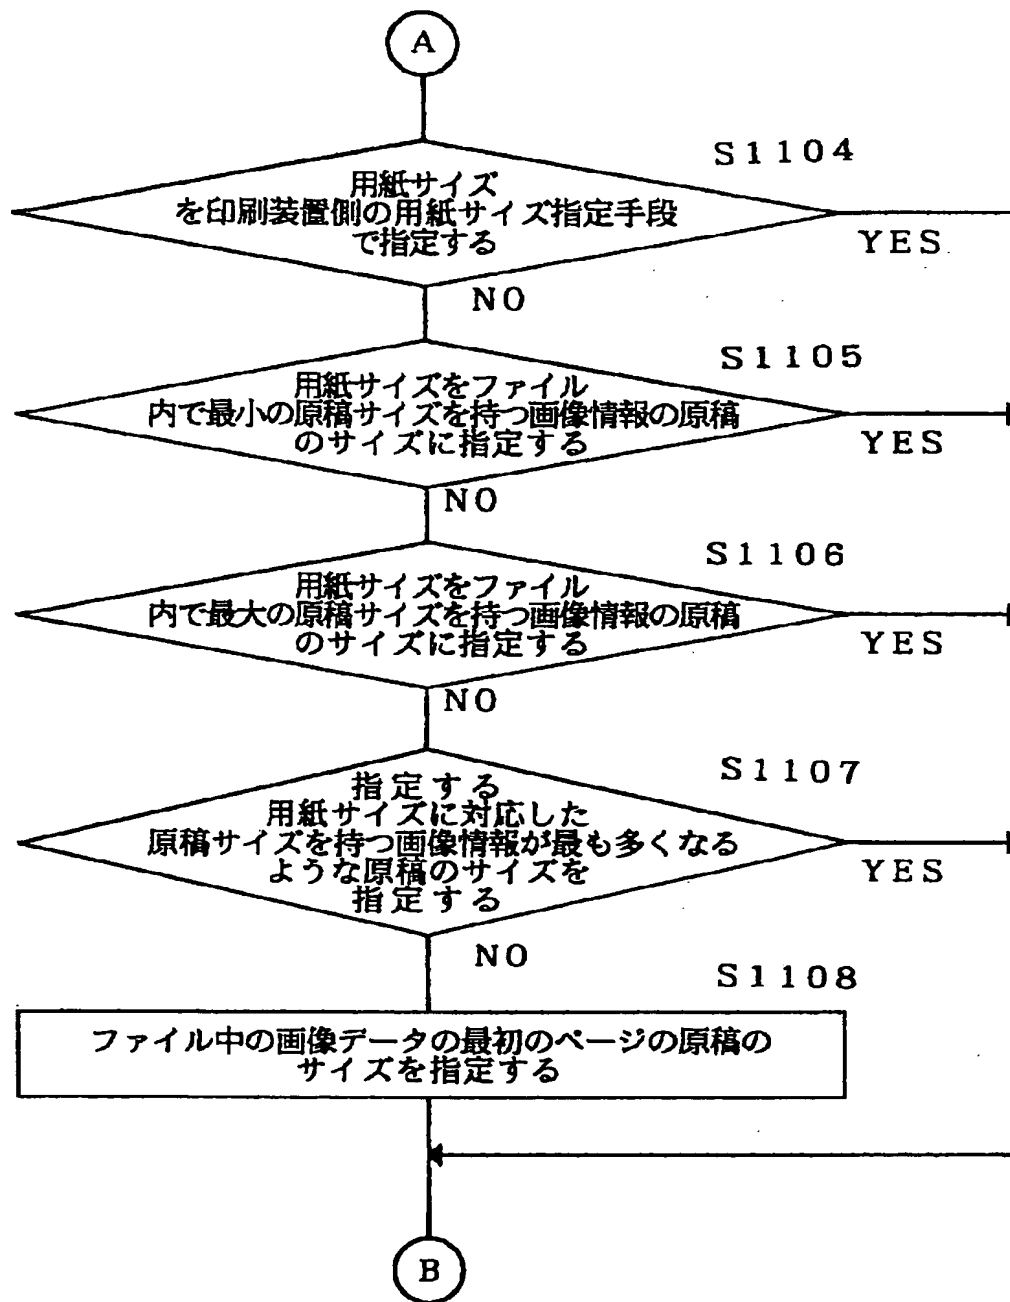 A
S1104
用紙サイズ
を印刷装置側の用紙サイズ指定手段
で指定する
YES
NO
S1105
用紙サイズをファイル
内で最小の原稿サイズを持つ画像情報の原稿
のサイズに指定する
YES
NO
S1106
用紙サイズをファイル
内で最大の原稿サイズを持つ画像情報の原稿
のサイズに指定する
YES
NO
S1107
指定する
用紙サイズに対応した
原稿サイズを持つ画像情報が最も多くなる
ような原稿のサイズを
指定する
YES
NO
S1108
ファイル中の画像データの最初のページの原稿の
サイズを指定する
B